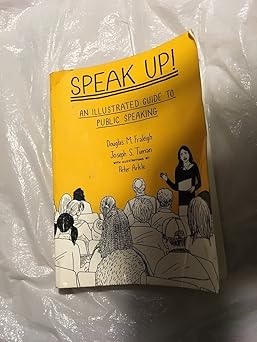 SPEAK UP!
AN ILLUSTRATED GUIDE TO
PUBLIC SPEAKING
Douglas M. Fraleigh
Joseph S. Tuman
WITH ILLUSTRATIONS BY
Peter Arkle